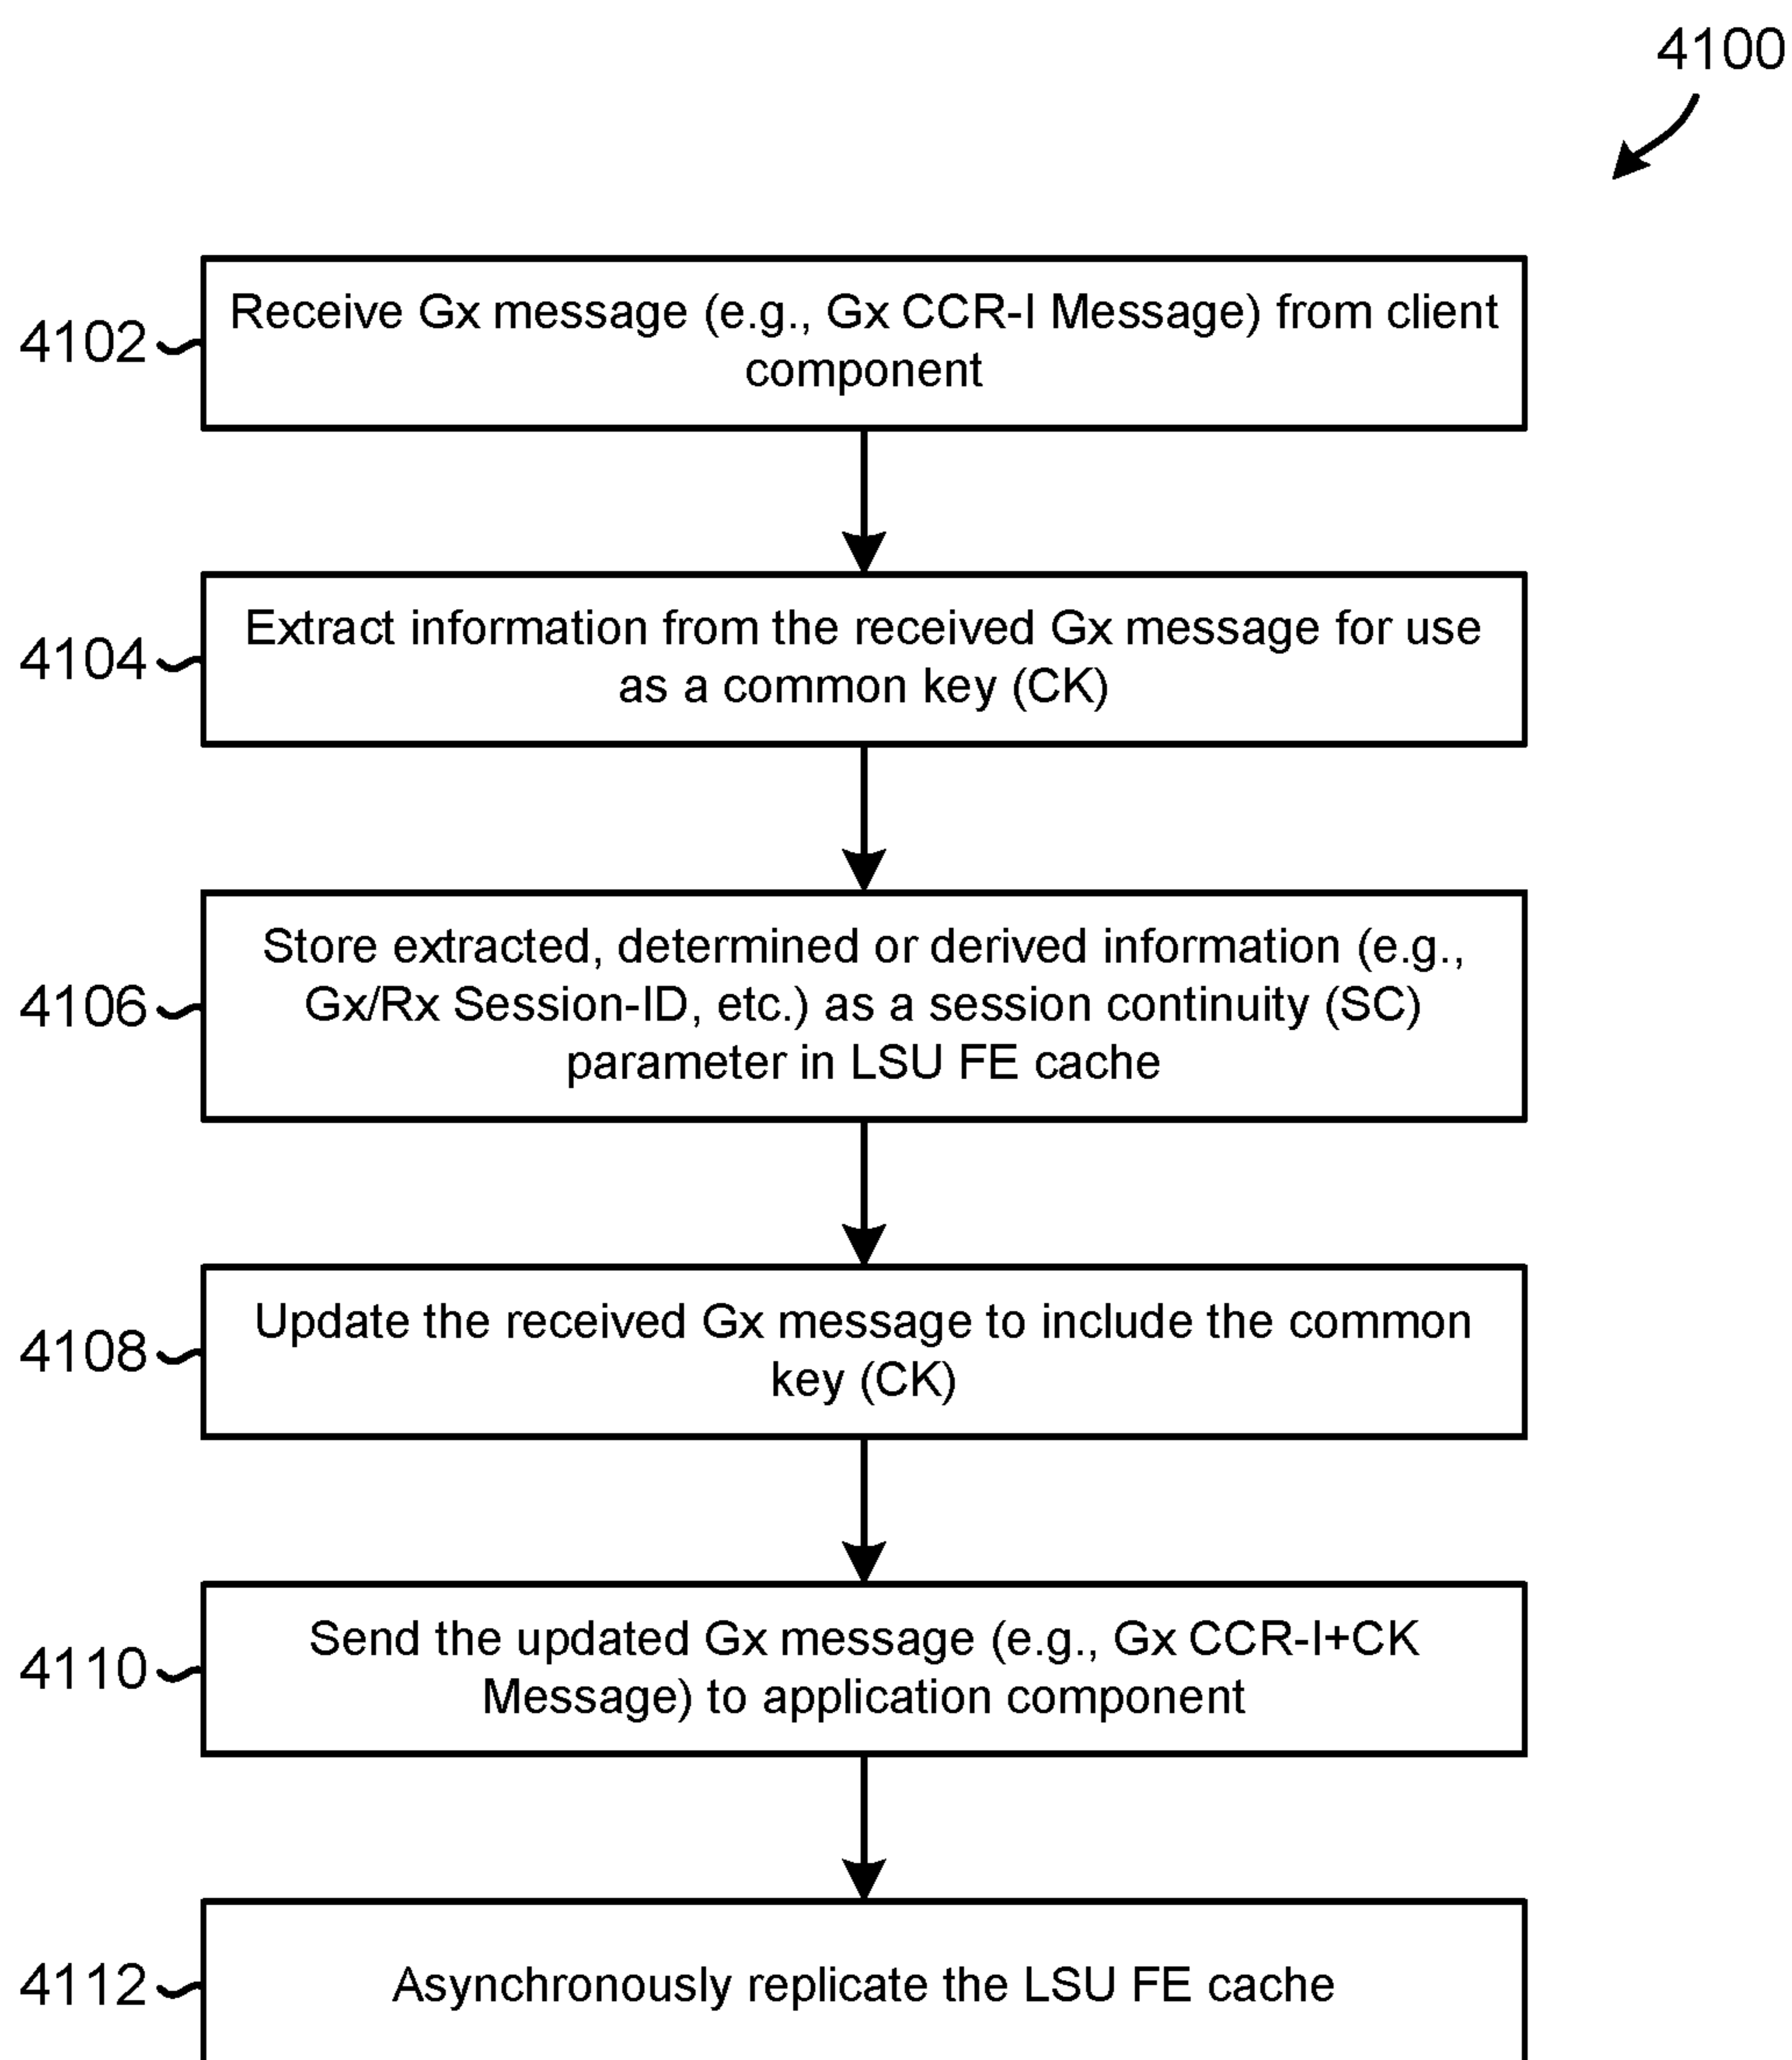 4100
4102
Receive Gx message (e.g., Gx CCR-I Message) from client
component
4104
Extract information from the received Gx message for use
as a common key (CK)
4106
Store extracted, determined or derived information (e.g.,
Gx/Rx Session-ID, etc.) as a session continuity (SC)
parameter in LSU FE cache
4108
Update the received Gx message to include the common
key (CK)
4110
Send the updated Gx message (e.g., Gx CCR-I+CK
Message) to application component
4112
Asynchronously replicate the LSU FE cache